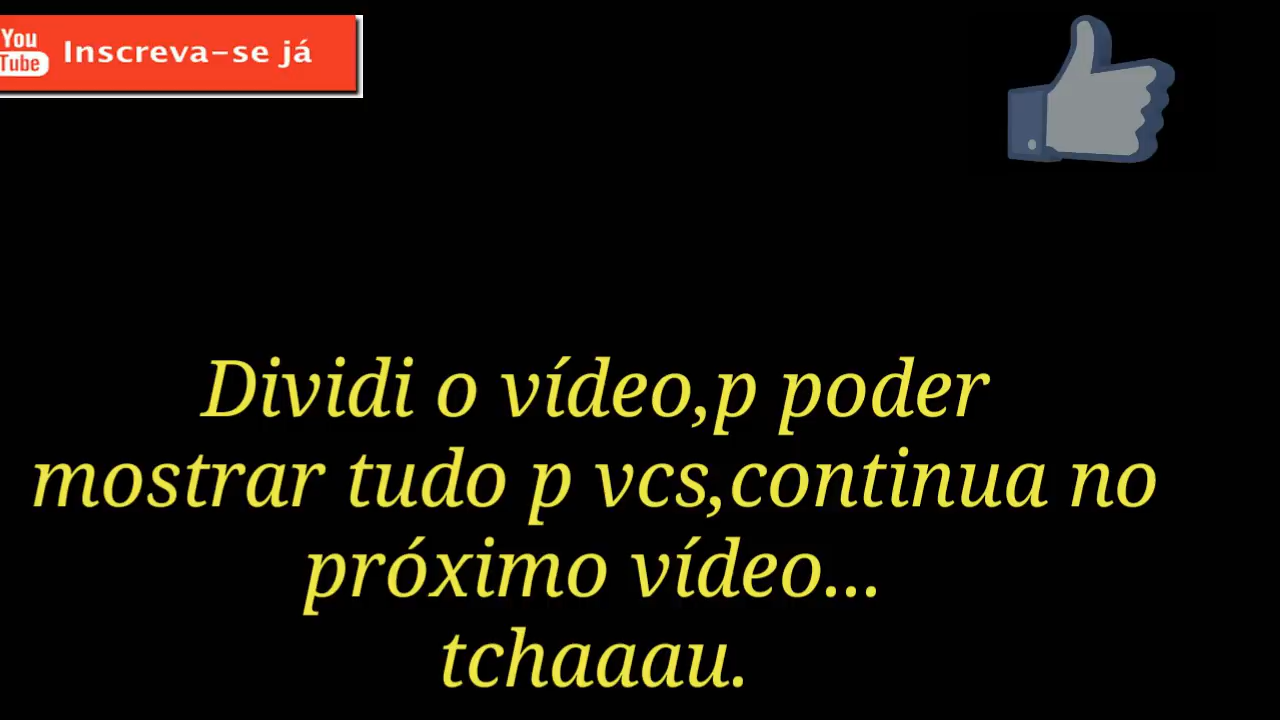 You
Tube
Inscreva-se já
Dividi o vídeo,p poder
mostrar tudo p vcs,continua no
próximo vídeo...
tchaaau.